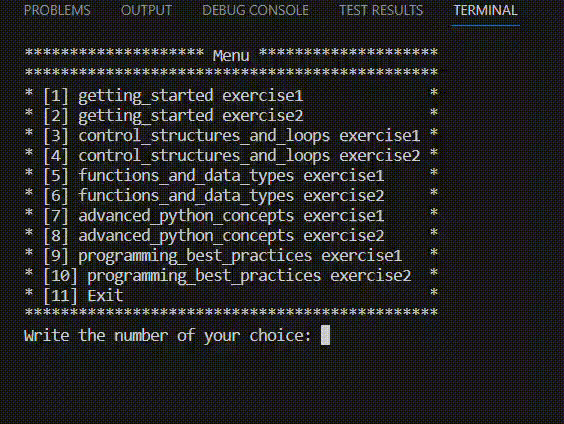 PROBLEMS OUTPUT DEBUG CONSOLE TEST RESULTS TERMINAL
******************** Menu ********************
**********************************************
* [1] getting_started exercise1              *
* [2] getting_started exercise2              *
* [3] control_structures_and_loops exercise1 *
* [4] control_structures_and_loops exercise2 *
* [5] functions_and_data_types exercise1     *
* [6] functions_and_data_types exercise2     *
* [7] advanced_python_concepts exercise1     *
* [8] advanced_python_concepts exercise2     *
* [9] programming_best_practices exercise1   *
* [10] programming_best_practices exercise2  *
* [11] Exit                                  *
**********************************************
Write the number of your choice: